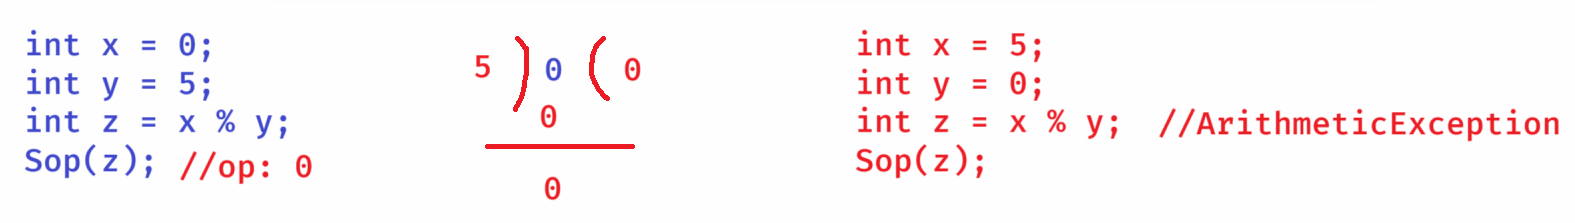 int x = 0;
int y = 5;
int z = x % y;
Sop(z); //op: 0
5 ) 0 ( 0
0
0
int x = 5;
int y = 0;
int z = x % y; //ArithmeticException
Sop(z);